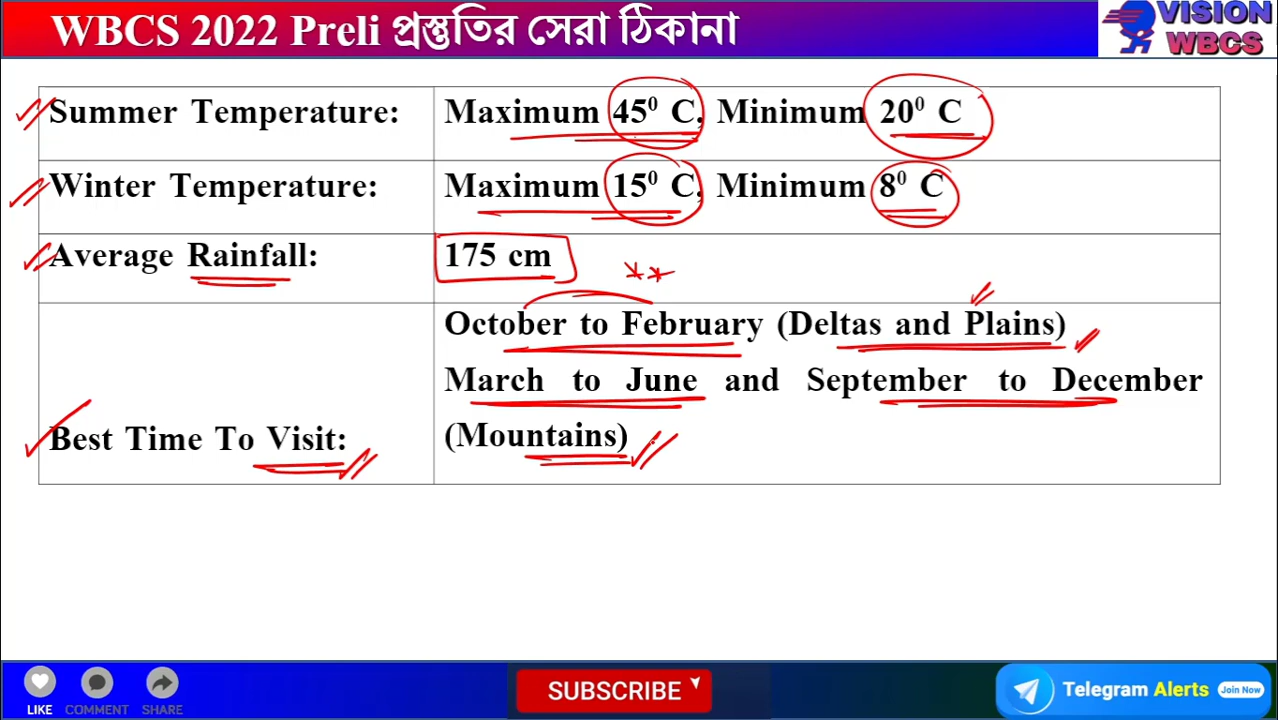 WBCS 2022 Preli প্রস্তুতির সেরা ঠিকানা
VISION
WBCS
Summer Temperature: Maximum 45⁰ C, Minimum 20⁰ C
Winter Temperature: Maximum 15⁰ C, Minimum 8⁰ C
Average Rainfall: 175 cm
October to February (Deltas and Plains)
March to June and September to December
Best Time To Visit: (Mountains)
LIKE COMMENT SHARE
SUBSCRIBE
Telegram Alerts Join Now